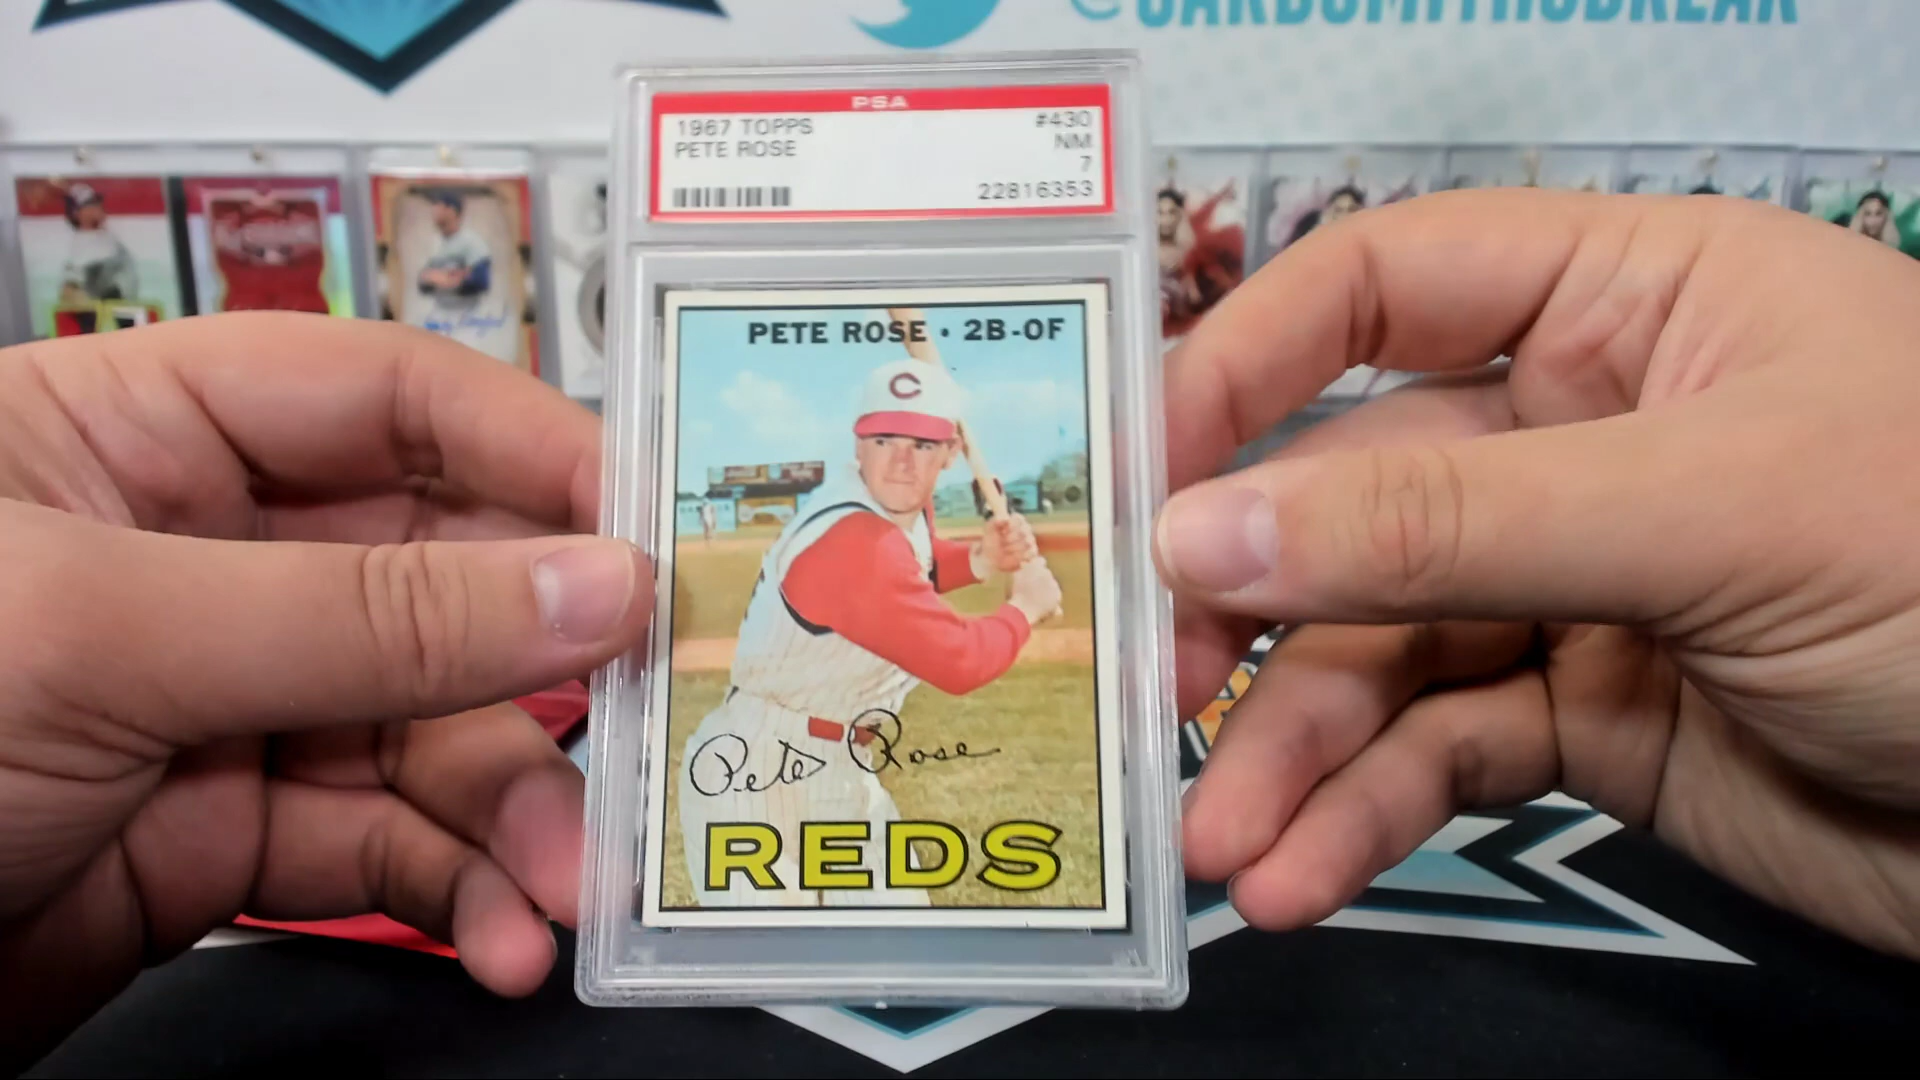 PSA
1967 TOPPS #430
PETE ROSE NM
7
22816353
PETE ROSE • 2B-OF
C
Pete Rose
REDS